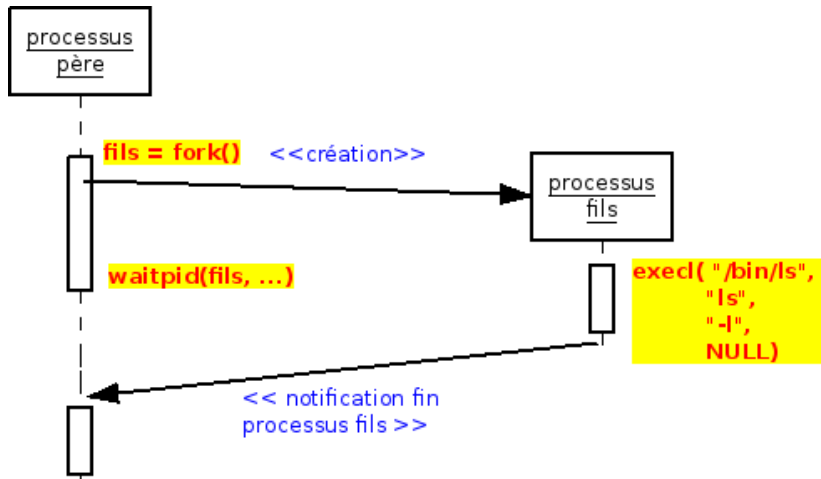 processus
père
fils = fork()
<<création>>
processus
fils
waitpid(fils, ...)
execl( "/bin/ls",
"ls",
"-l",
NULL)
<< notification fin
processus fils >>